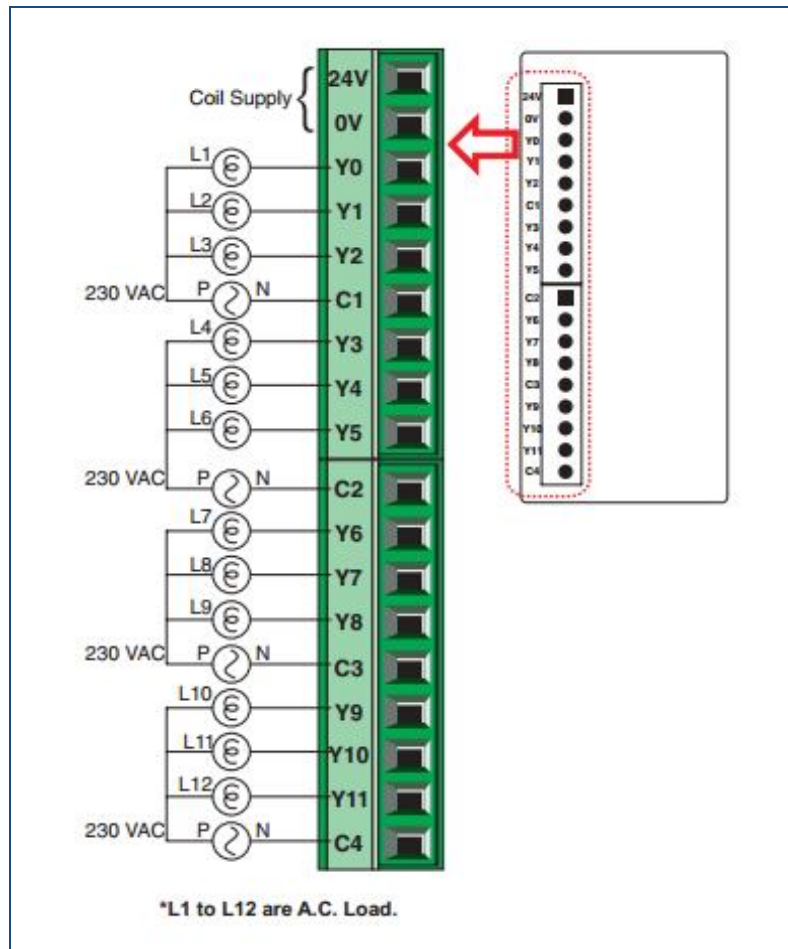 Coil Supply
24V
0V
L1 Y0
L2 Y1
L3 Y2
230 VAC P N C1
L4 Y3
L5 Y4
L6 Y5
230 VAC P N C2
L7 Y6
L8 Y7
L9 Y8
230 VAC P N C3
L10 Y9
L11 Y10
L12 Y11
230 VAC P N C4
*L1 to L12 are A.C. Load.
24V
0V
Y0
Y1
Y2
C1
Y3
Y4
Y5
C2
Y6
Y7
Y8
C3
Y9
Y10
Y11
C4